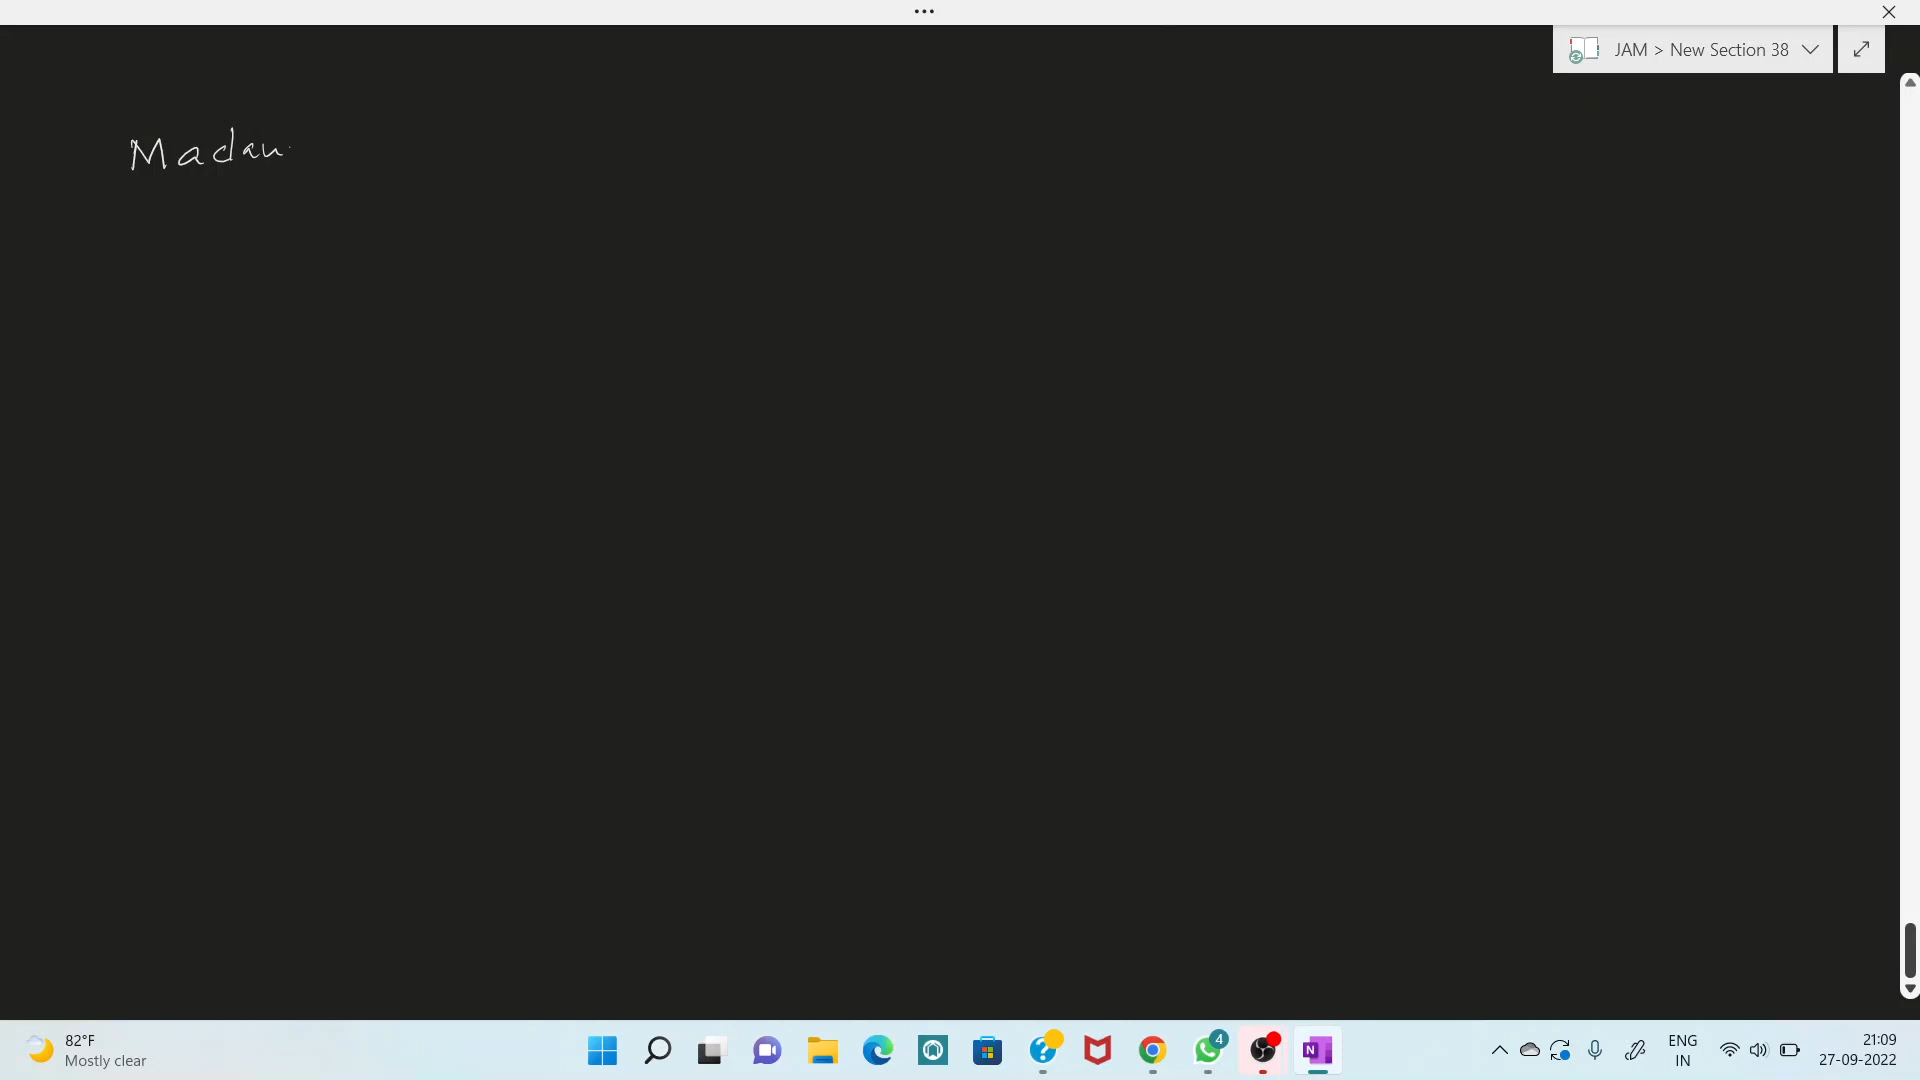 JAM > New Section 38
Madan
82°F
Mostly clear
4
ENG
IN
21:09
27-09-2022